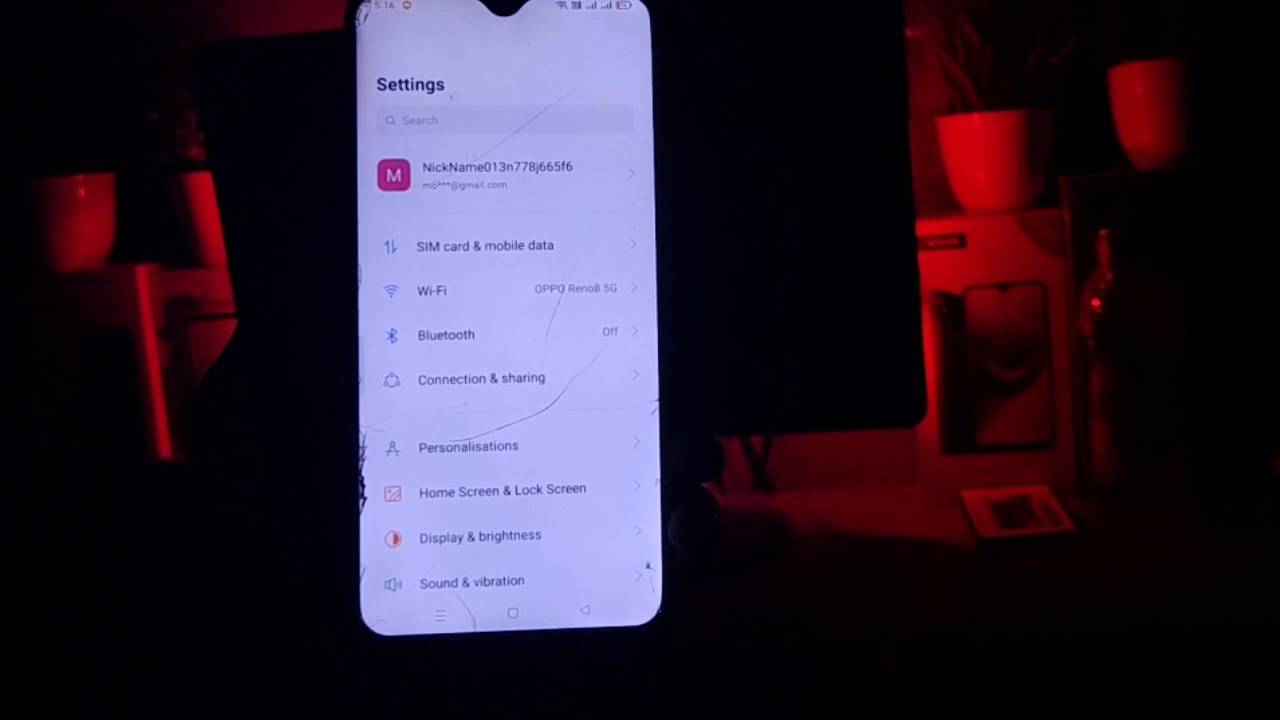 5:16
Settings
Search
M
NickName013n778j665f6
mo***@gmail.com
SIM card & mobile data
Wi-Fi OPPO Reno8 5G
Bluetooth Off
Connection & sharing
Personalisations
Home Screen & Lock Screen
Display & brightness
Sound & vibration